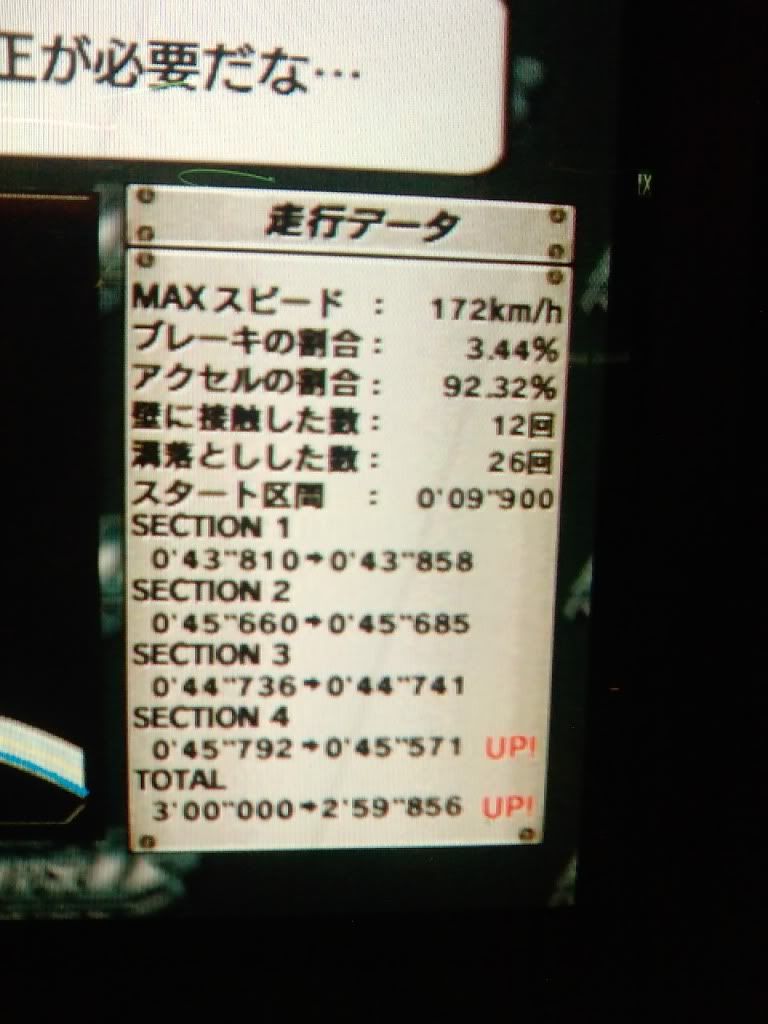 正が必要だな…
走行データ
MAXスピード : 172km/h
ブレーキの割合: 3.44%
アクセルの割合: 92.32%
壁に接触した数: 12回
溝落としした数: 26回
スタート区間 : 0'09"900
SECTION 1
0'43"810➔0'43"858
SECTION 2
0'45"660➔0'45"685
SECTION 3
0'44"736➔0'44"741
SECTION 4
0'45"792➔0'45"571 UP!
TOTAL
3'00"000➔2'59"856 UP!